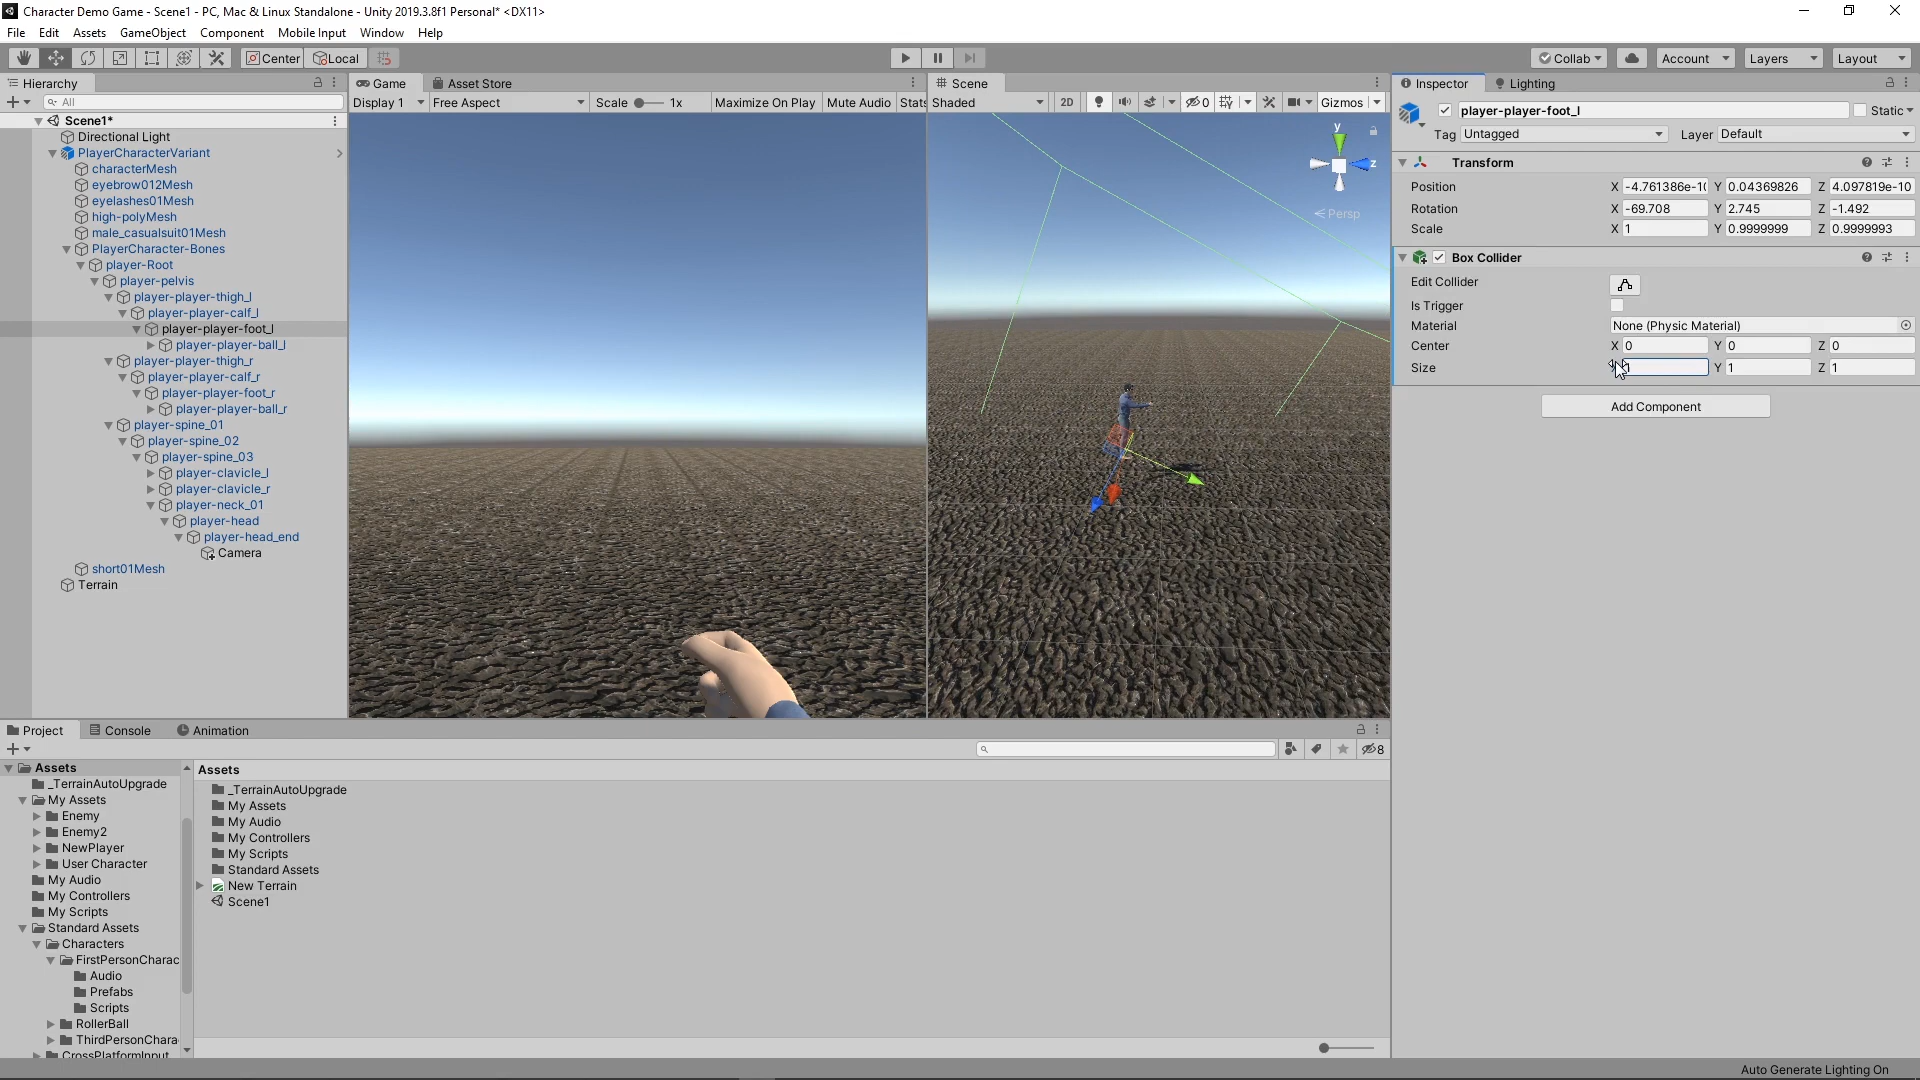 Character Demo Game - Scene1 - PC, Mac & Linux Standalone - Unity 2019.3.8f1 Personal* <DX11>
File Edit Assets GameObject Component Mobile Input Window Help
Center Local Collab Account Layers Layout
Hierarchy
All
Scene1*
Directional Light
PlayerCharacterVariant
characterMesh
eyebrow012Mesh
eyelashes01Mesh
high-polyMesh
male_casualsuit01Mesh
PlayerCharacter-Bones
player-Root
player-pelvis
player-player-thigh_l
player-player-calf_l
player-player-foot_l
player-player-ball_l
player-player-thigh_r
player-player-calf_r
player-player-foot_r
player-player-ball_r
player-spine_01
player-spine_02
player-spine_03
player-clavicle_l
player-clavicle_r
player-neck_01
player-head
player-head_end
Camera
short01Mesh
Terrain
Game Asset Store
Display 1 Free Aspect Scale 1x Maximize On Play Mute Audio Stats
Scene
Shaded 2D 0 Gizmos
y
z
Persp
Inspector Lighting
player-player-foot_l Static
Tag Untagged Layer Default
Transform
Position X -4.761386e-10 Y 0.04369826 Z 4.097819e-10
Rotation X -69.708 Y 2.745 Z -1.492
Scale X 1 Y 0.9999999 Z 0.9999993
Box Collider
Edit Collider
Is Trigger
Material None (Physic Material)
Center X 0 Y 0 Z 0
Size X 1 Y 1 Z 1
Add Component
Project Console Animation
8
Assets
_TerrainAutoUpgrade
My Assets
Enemy
Enemy2
NewPlayer
User Character
My Audio
My Controllers
My Scripts
Standard Assets
Characters
FirstPersonCharac
Audio
Prefabs
Scripts
RollerBall
ThirdPersonChara
CrossPlatformInput
Assets
_TerrainAutoUpgrade
My Assets
My Audio
My Controllers
My Scripts
Standard Assets
New Terrain
Scene1
Auto Generate Lighting On